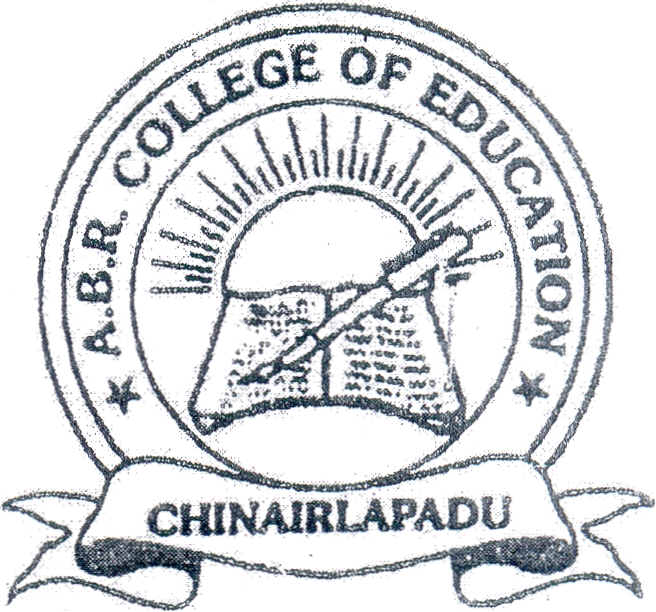 A.B.R. COLLEGE OF EDUCATION
CHINAIRLAPADU